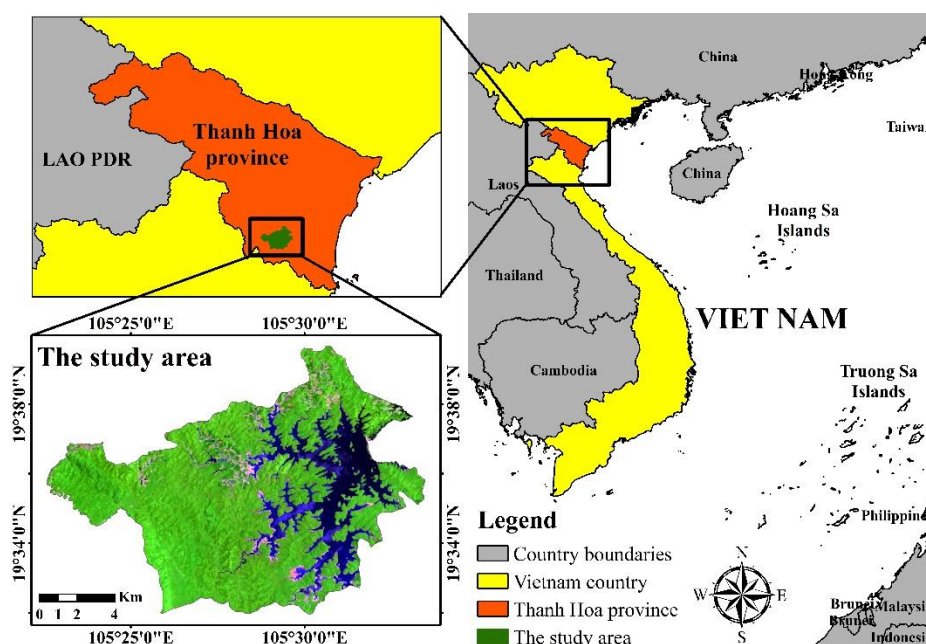 Thanh Hoa
province
LAO PDR
105°25'0"E
105°30'0"E
The study area
19°38'0"N
19°34'0"N
19°38'0"N
19°34'0"N
0 1 2 4
Km
105°25'0"E
105°30'0"E
China
Hong Kong
Taiwan
China
Laos
Hoang Sa
Islands
Thailand
VIET NAM
Cambodia
Truong Sa
Islands
Philippine
Malaysi
Brunei
Indonesi
Legend
Country boundaries
Vietnam country
Thanh Hoa province
The study area
N
W
E
S